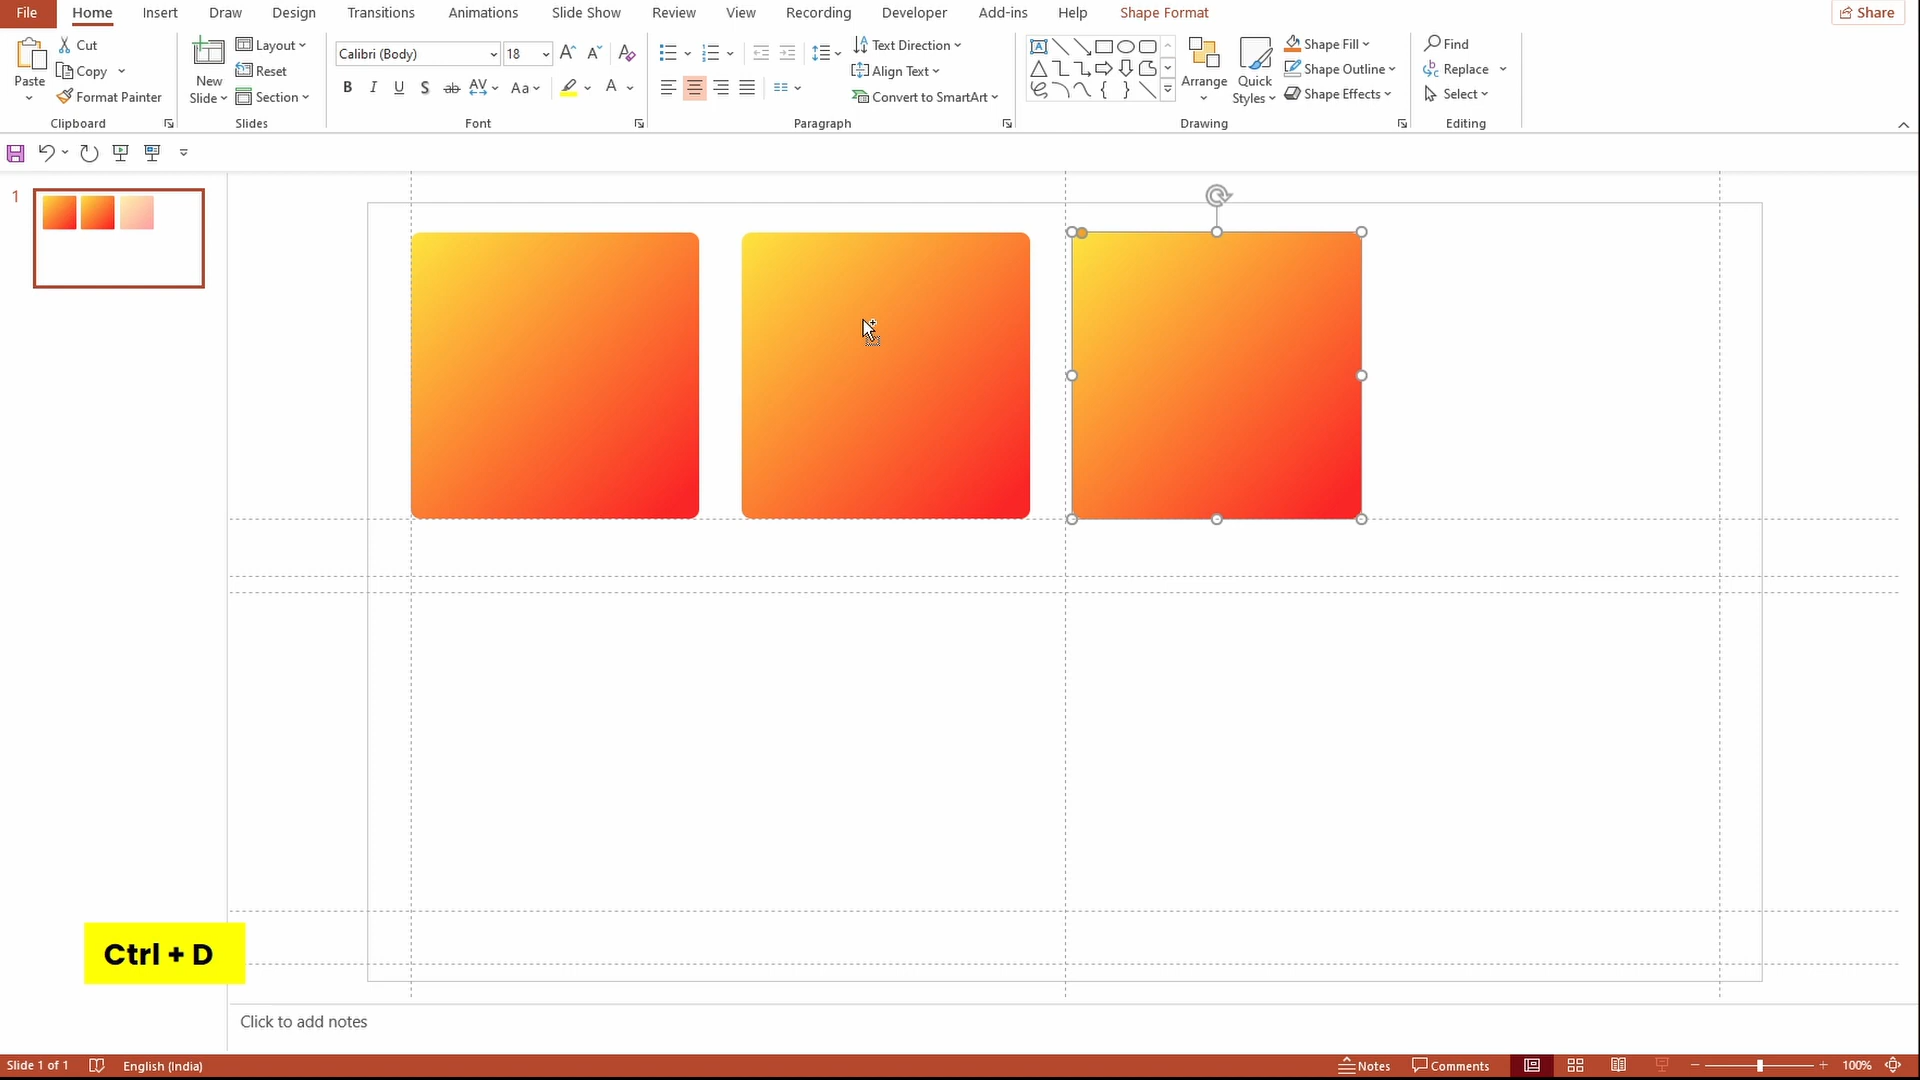 File Home Insert Draw Design Transitions Animations Slide Show Review View Recording Developer Add-ins Help Shape Format Share
Paste
Cut
Copy
Format Painter
Clipboard
New
Slide
Layout
Reset
Section
Slides
Calibri (Body) 18
B I U S ab AV Aa A
Font
Text Direction
Align Text
Convert to SmartArt
Paragraph
Arrange
Quick
Styles
Shape Fill
Shape Outline
Shape Effects
Drawing
Find
Replace
Select
Editing
1
Ctrl + D
Click to add notes
Slide 1 of 1 English (India) Notes Comments 100%